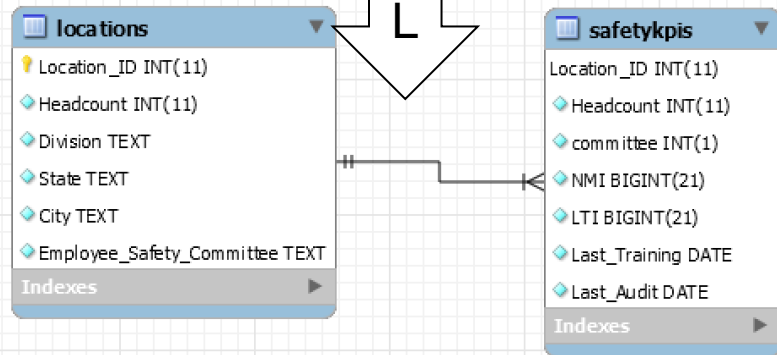 L
locations
Location_ID INT(11)
Headcount INT(11)
Division TEXT
State TEXT
City TEXT
Employee_Safety_Committee TEXT
Indexes
safetykpis
Location_ID INT(11)
Headcount INT(11)
committee INT(1)
NMI BIGINT(21)
LTI BIGINT(21)
Last_Training DATE
Last_Audit DATE
Indexes